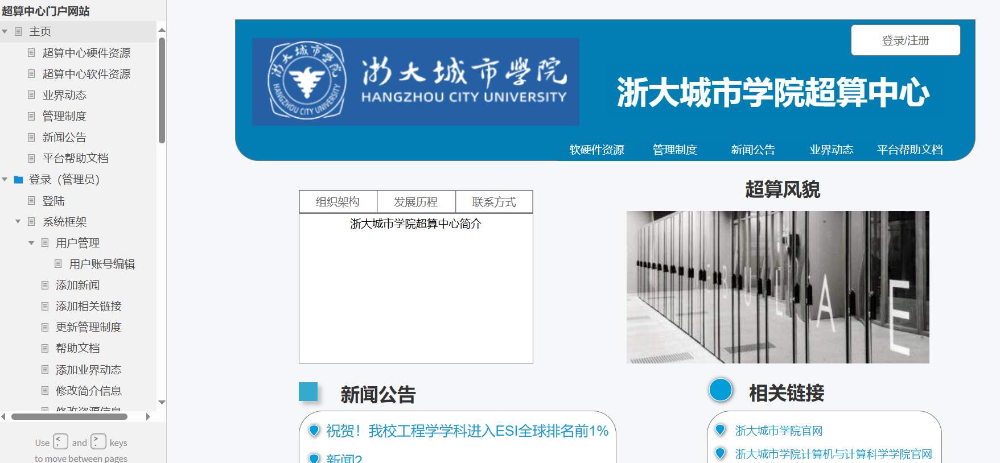 超算中心门户网站
主页
超算中心硬件资源
超算中心软件资源
业界动态
管理制度
新闻公告
平台帮助文档
登录（管理员）
登陆
系统框架
用户管理
用户账号编辑
添加新闻
添加相关链接
更新管理制度
帮助文档
添加业界动态
修改简介信息
修改资源信息
Use < , and > . keys
to move between pages
登录/注册
浙大城市学院
HANGZHOU CITY UNIVERSITY
浙大城市学院
HANGZHOU CITY UNIVERSITY
浙大城市学院超算中心
软硬件资源 管理制度 新闻公告 业界动态 平台帮助文档
组织架构 发展历程 联系方式
浙大城市学院超算中心简介
超算风貌
B U L A E
新闻公告
祝贺！我校工程学学科进入ESI全球排名前1%
新闻2
相关链接
浙大城市学院官网
浙大城市学院计算机与计算科学学院官网